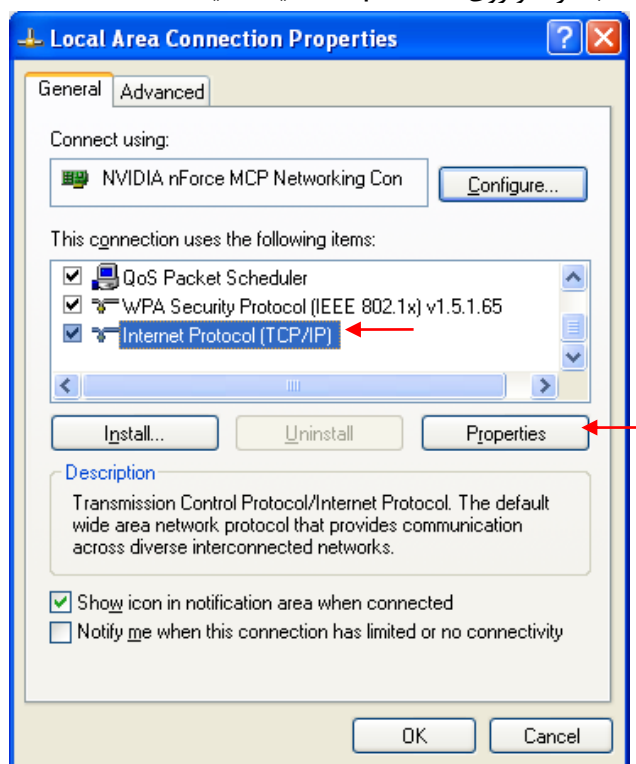 Local Area Connection Properties
General Advanced
Connect using:
NVIDIA nForce MCP Networking Con Configure...
This connection uses the following items:
QoS Packet Scheduler
WPA Security Protocol (IEEE 802.1x) v1.5.1.65
Internet Protocol (TCP/IP)
Install... Uninstall Properties
Description
Transmission Control Protocol/Internet Protocol. The default
wide area network protocol that provides communication
across diverse interconnected networks.
Show icon in notification area when connected
Notify me when this connection has limited or no connectivity
OK Cancel